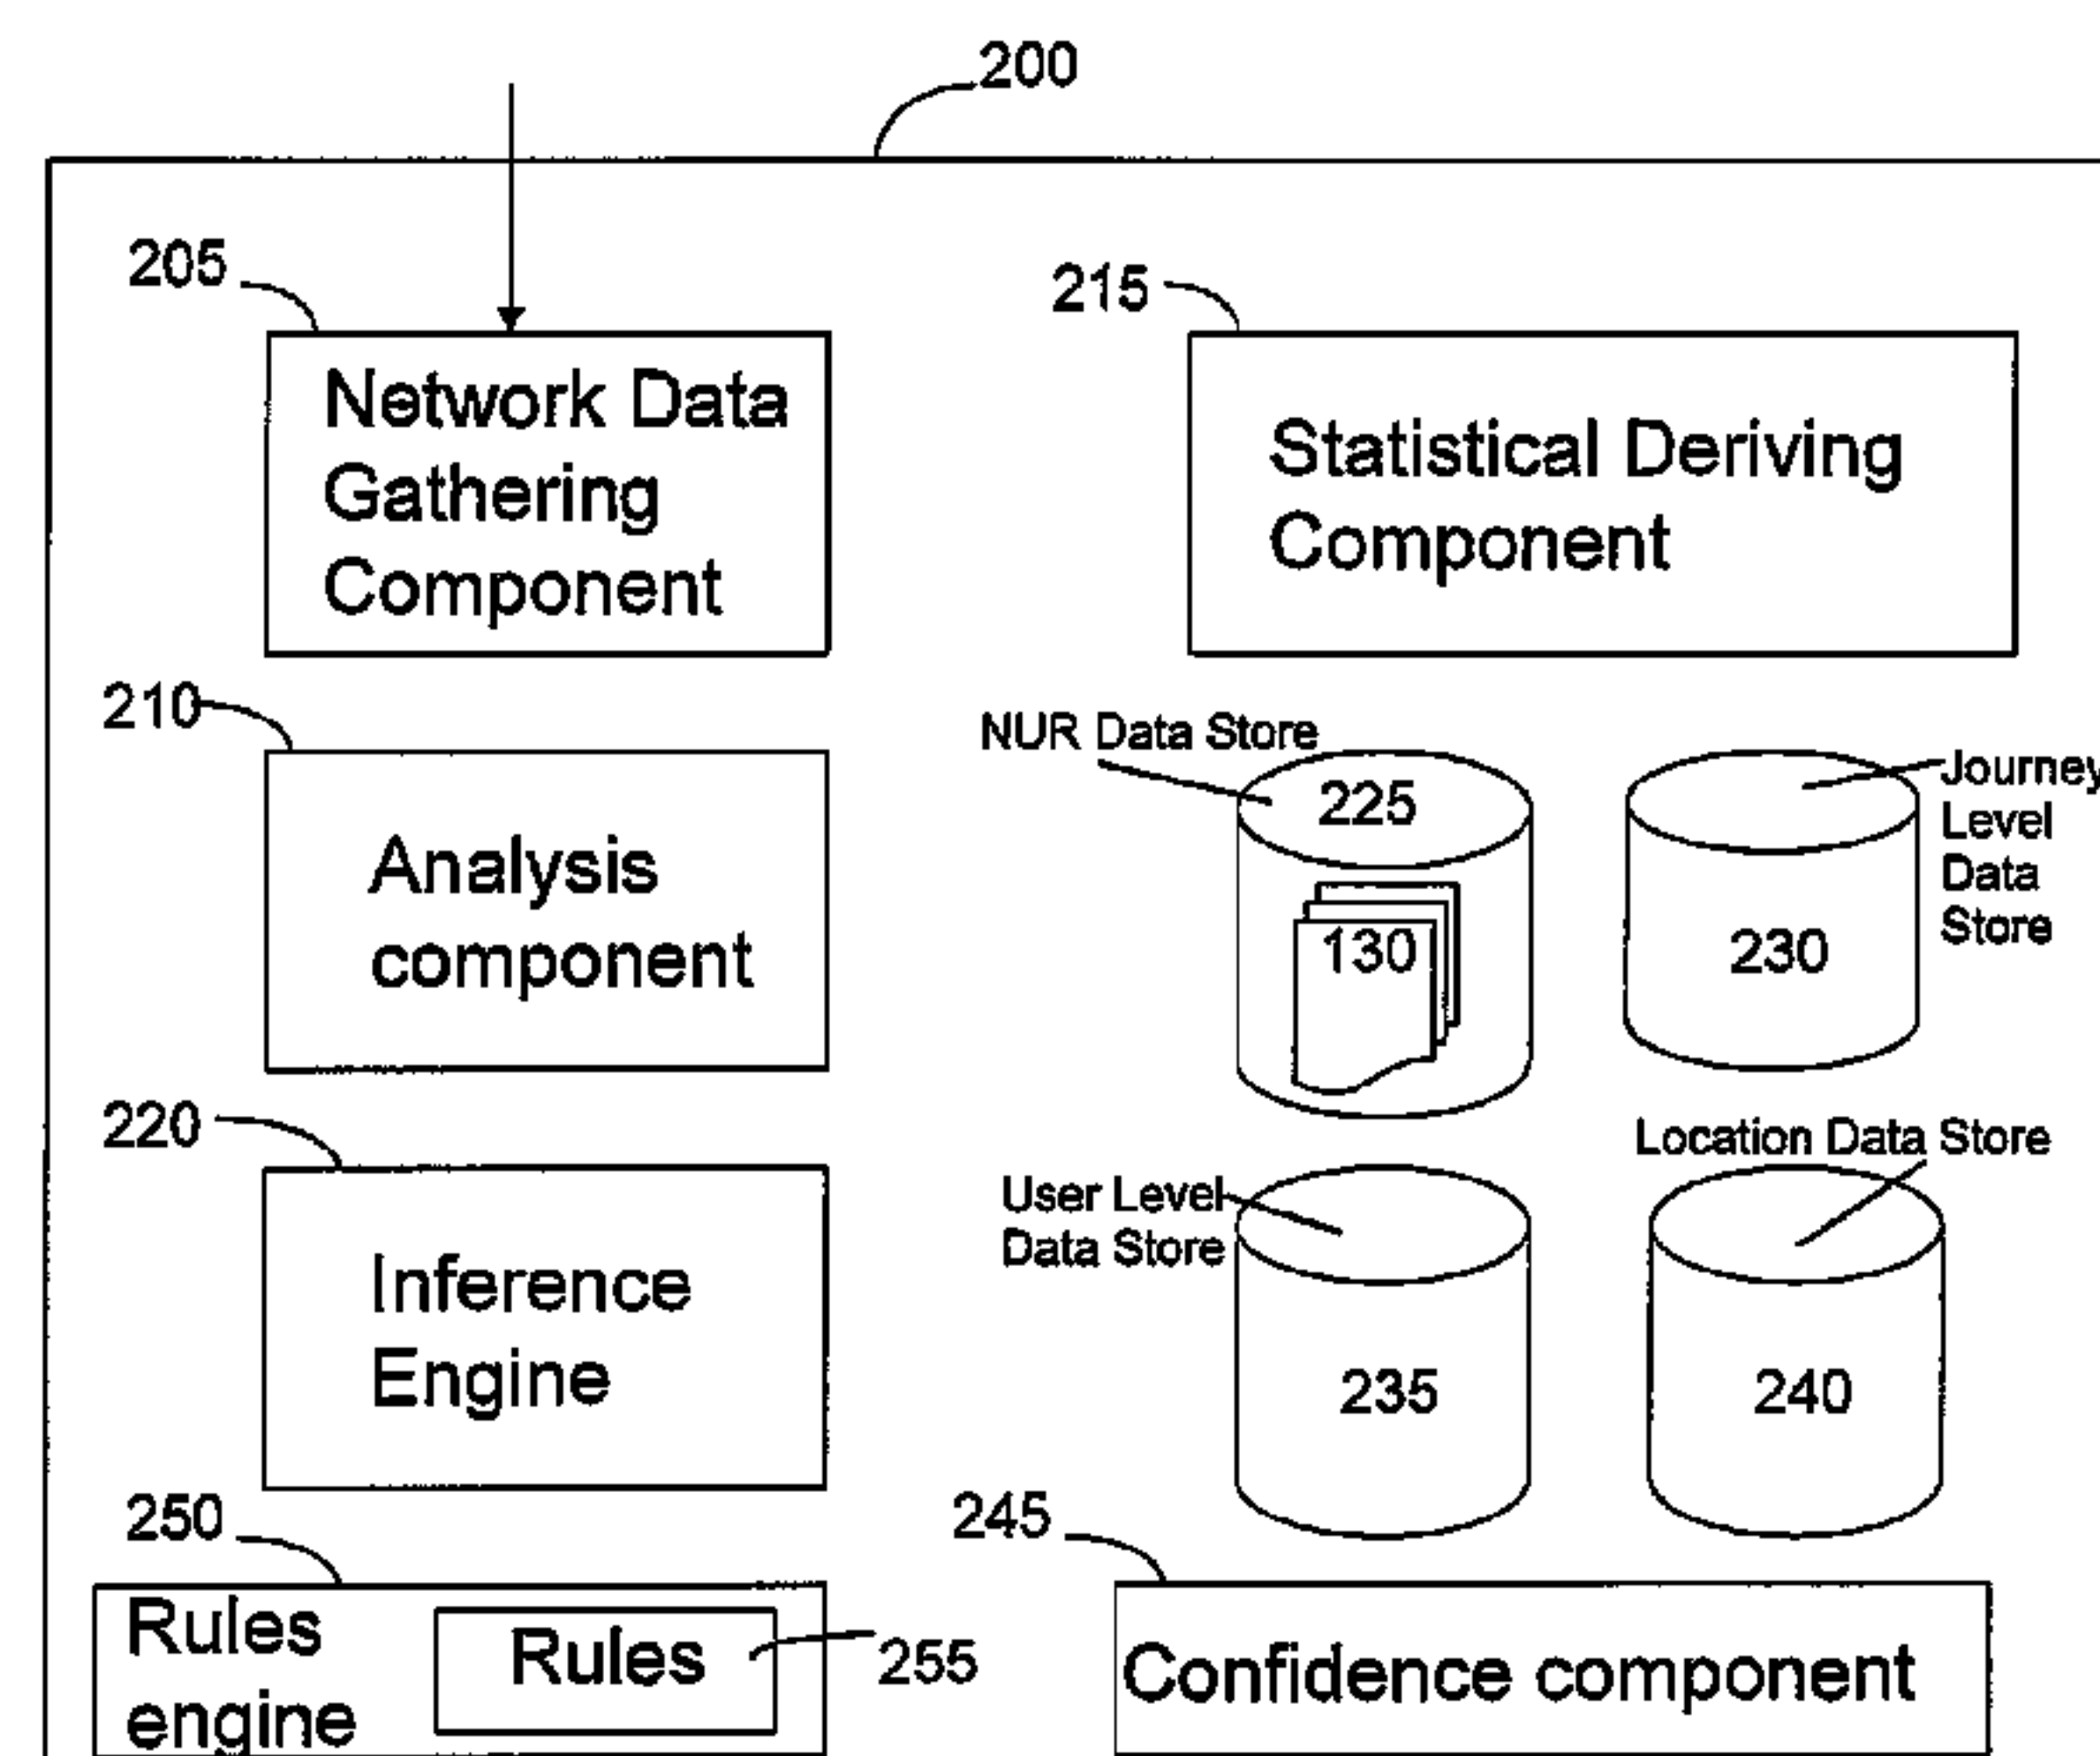 200
205
Network Data
Gathering
Component
215
Statistical Deriving
Component
210
Analysis
component
NUR Data Store
225
130
Journey
Level
Data
Store
230
220
Inference
Engine
User Level
Data Store
235
Location Data Store
240
250
Rules
engine
Rules
255
245
Confidence component